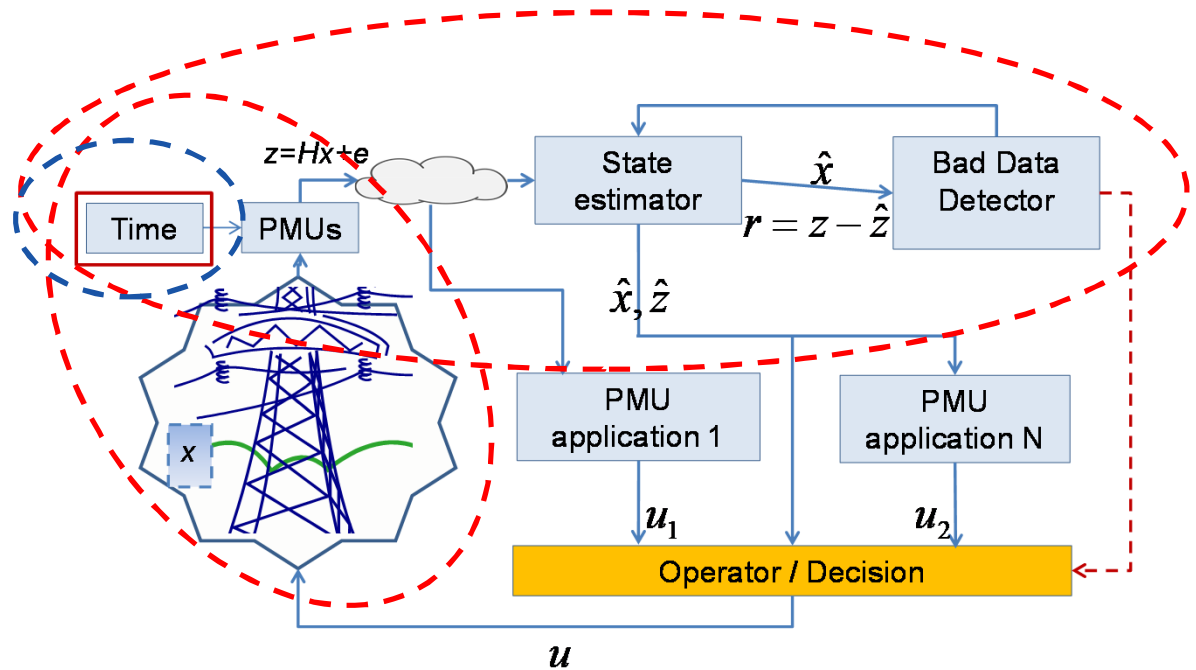 z=Hx+e
State
estimator
x̂
r = z − ẑ
Bad Data
Detector
Time
PMUs
x̂, ẑ
x
PMU
application 1
PMU
application N
u₁
u₂
Operator / Decision
u